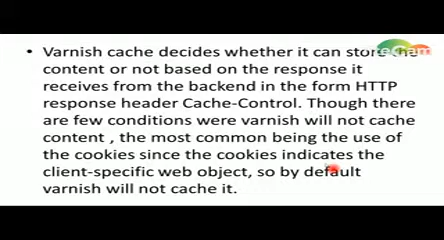 • Varnish cache decides whether it can store
content or not based on the response it
receives from the backend in the form HTTP
response header Cache-Control. Though there
are few conditions were varnish will not cache
content , the most common being the use of
the cookies since the cookies indicates the
client-specific web object, so by default
varnish will not cache it.